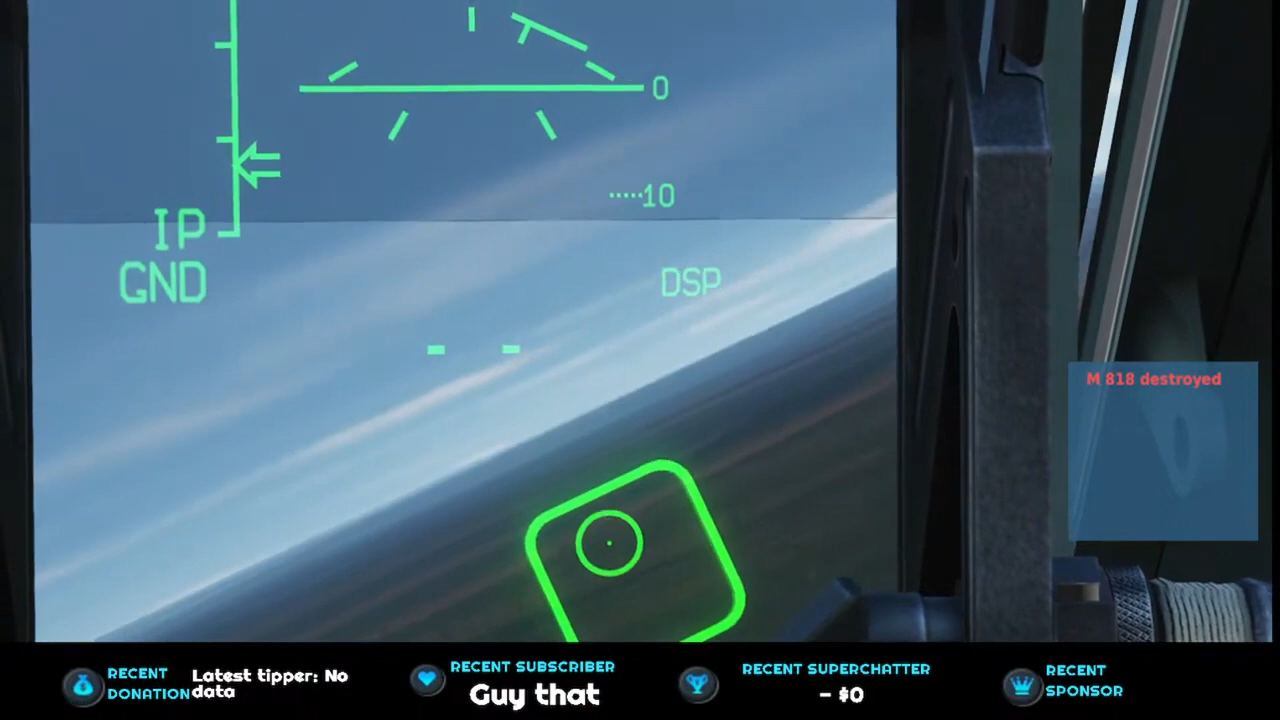 0
10
IP
GND
DSP
M 818 destroyed
RECENT
DONATION
Latest tipper: No
data
RECENT SUBSCRIBER
Guy that
RECENT SUPERCHATTER
- $0
RECENT
SPONSOR